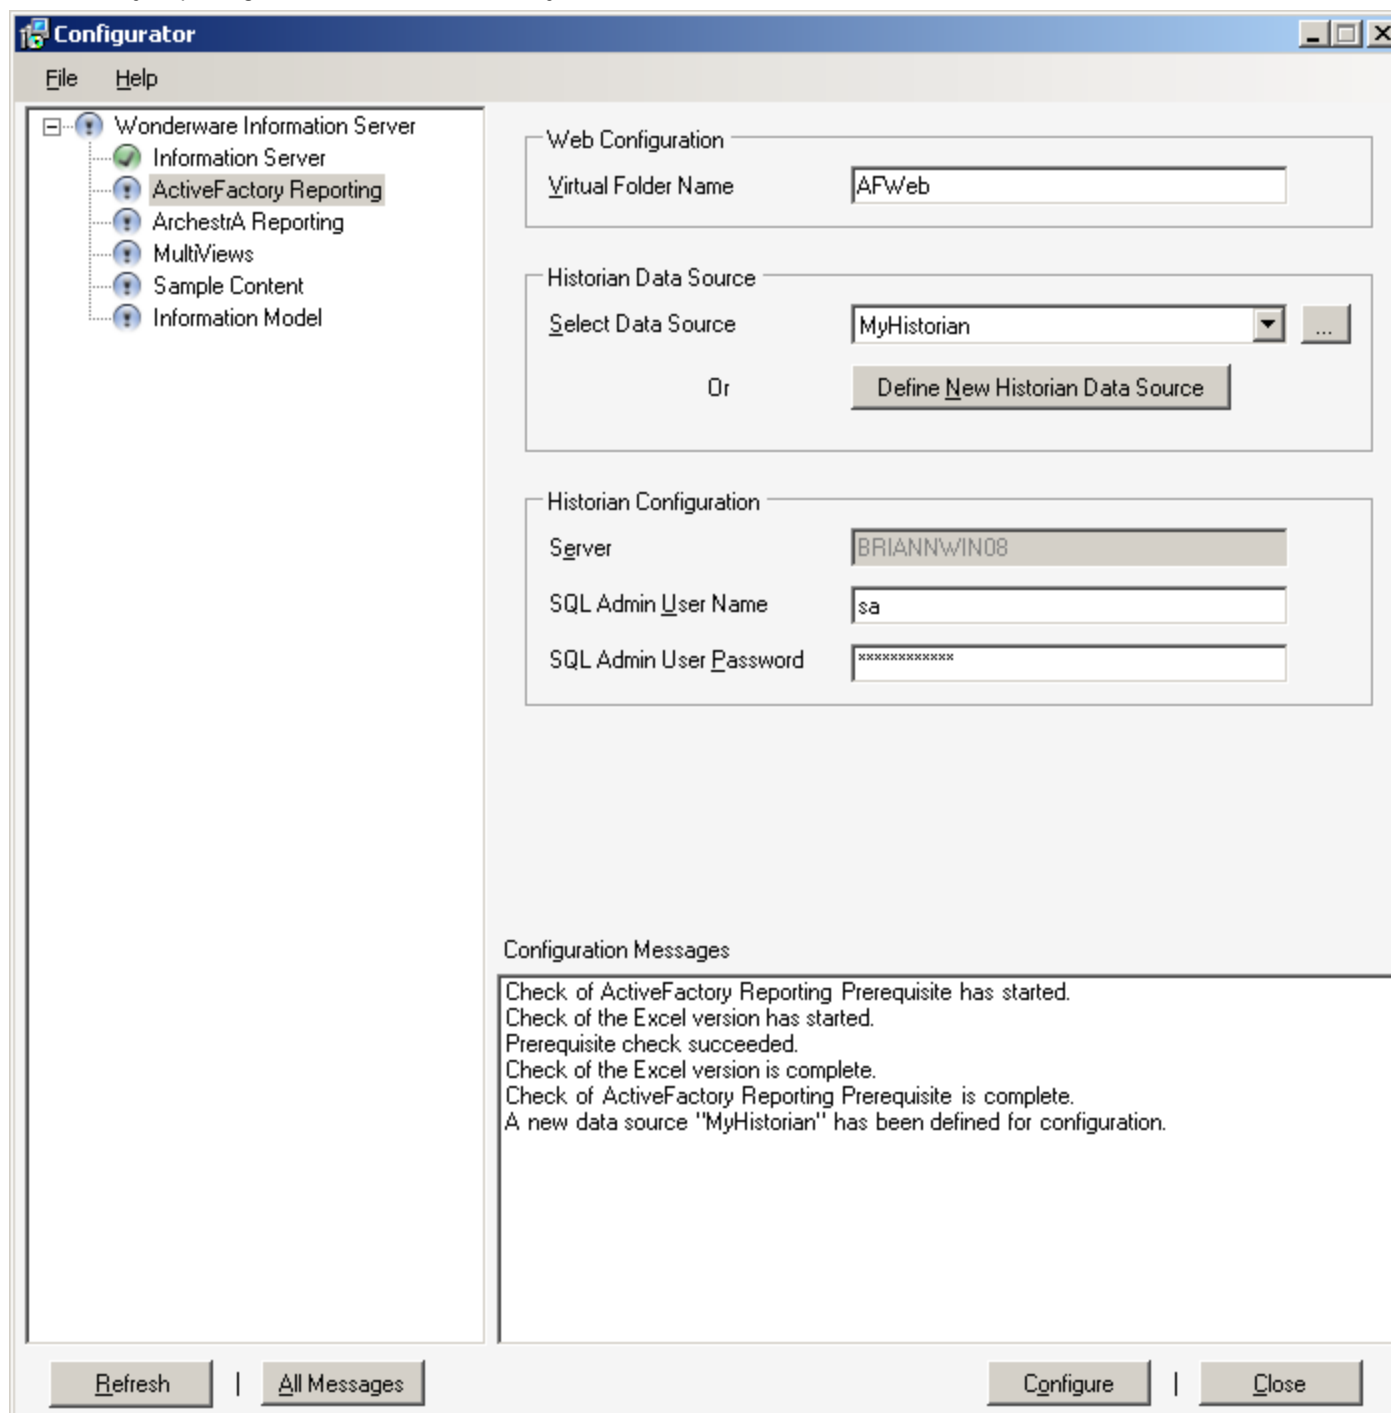 Configurator
File Help
Wonderware Information Server
Information Server
ActiveFactory Reporting
ArchestrA Reporting
MultiViews
Sample Content
Information Model
Web Configuration
Virtual Folder Name AFWeb
Historian Data Source
Select Data Source MyHistorian ...
Or Define New Historian Data Source
Historian Configuration
Server BRIANNWIN08
SQL Admin User Name sa
SQL Admin User Password ************
Configuration Messages
Check of ActiveFactory Reporting Prerequisite has started.
Check of the Excel version has started.
Prerequisite check succeeded.
Check of the Excel version is complete.
Check of ActiveFactory Reporting Prerequisite is complete.
A new data source "MyHistorian" has been defined for configuration.
Refresh | All Messages Configure | Close